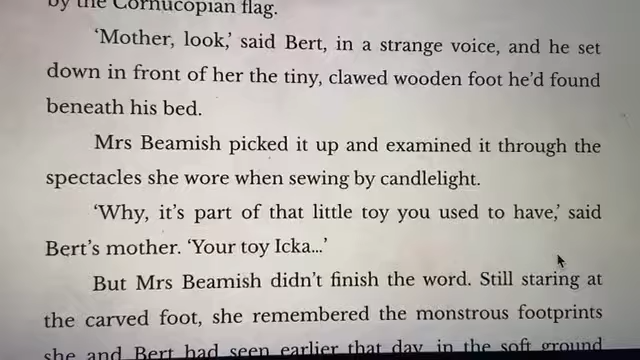 by the Cornucopian flag.
‘Mother, look,’ said Bert, in a strange voice, and he set
down in front of her the tiny, clawed wooden foot he’d found
beneath his bed.
Mrs Beamish picked it up and examined it through the
spectacles she wore when sewing by candlelight.
‘Why, it’s part of that little toy you used to have,’ said
Bert’s mother. ‘Your toy Icka…’
But Mrs Beamish didn’t finish the word. Still staring at
the carved foot, she remembered the monstrous footprints
she and Bert had seen earlier that day, in the soft ground